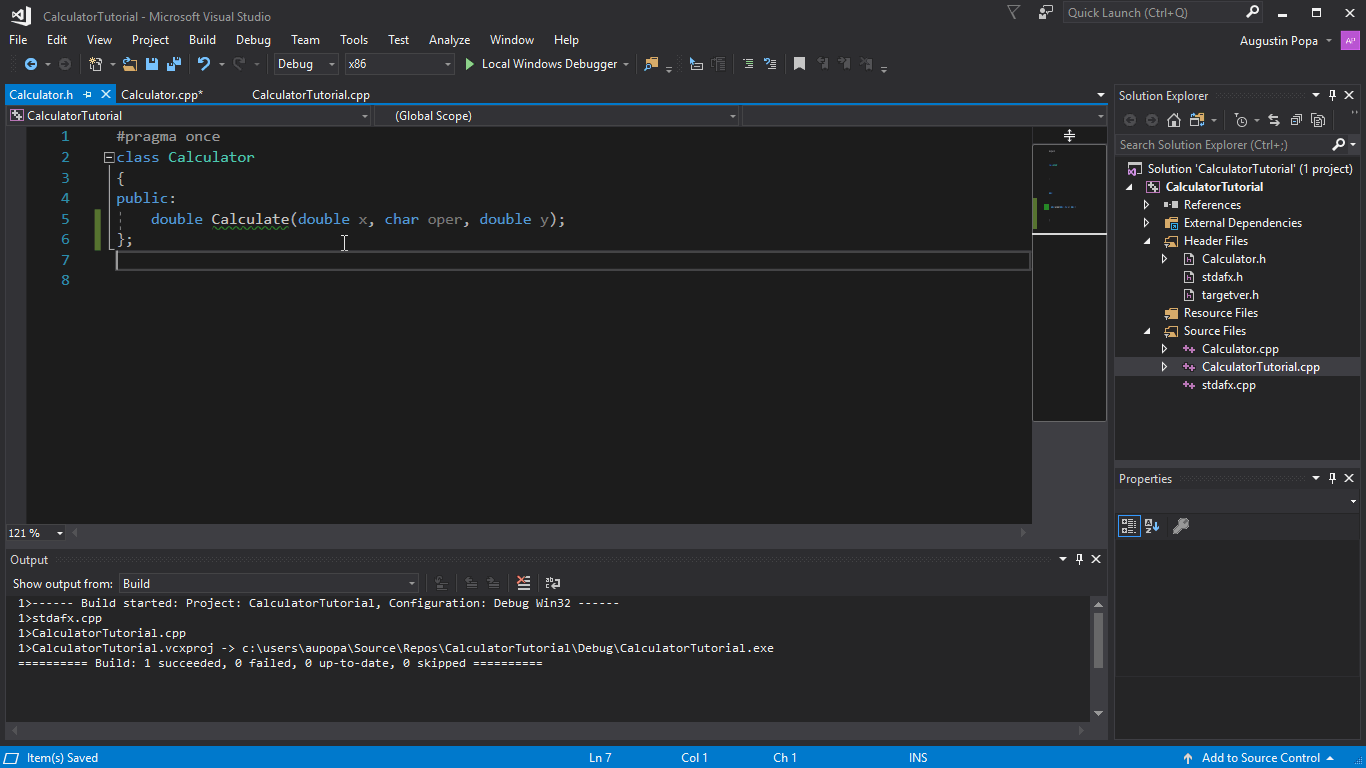 CalculatorTutorial - Microsoft Visual Studio
Quick Launch (Ctrl+Q)
File Edit View Project Build Debug Team Tools Test Analyze Window Help
Augustin Popa AP
Debug x86 Local Windows Debugger
Calculator.h Calculator.cpp* CalculatorTutorial.cpp
CalculatorTutorial (Global Scope)
1 #pragma once
2 class Calculator
3 {
4 public:
5 double Calculate(double x, char oper, double y);
6 };
7
8
121 %
Solution Explorer
Search Solution Explorer (Ctrl+;)
Solution 'CalculatorTutorial' (1 project)
CalculatorTutorial
References
External Dependencies
Header Files
Calculator.h
stdafx.h
targetver.h
Resource Files
Source Files
Calculator.cpp
CalculatorTutorial.cpp
stdafx.cpp
Properties
Output
Show output from: Build
1>------ Build started: Project: CalculatorTutorial, Configuration: Debug Win32 ------
1>stdafx.cpp
1>CalculatorTutorial.cpp
1>CalculatorTutorial.vcxproj -> c:\users\aupopa\Source\Repos\CalculatorTutorial\Debug\CalculatorTutorial.exe
========== Build: 1 succeeded, 0 failed, 0 up-to-date, 0 skipped ==========
Item(s) Saved Ln 7 Col 1 Ch 1 INS Add to Source Control